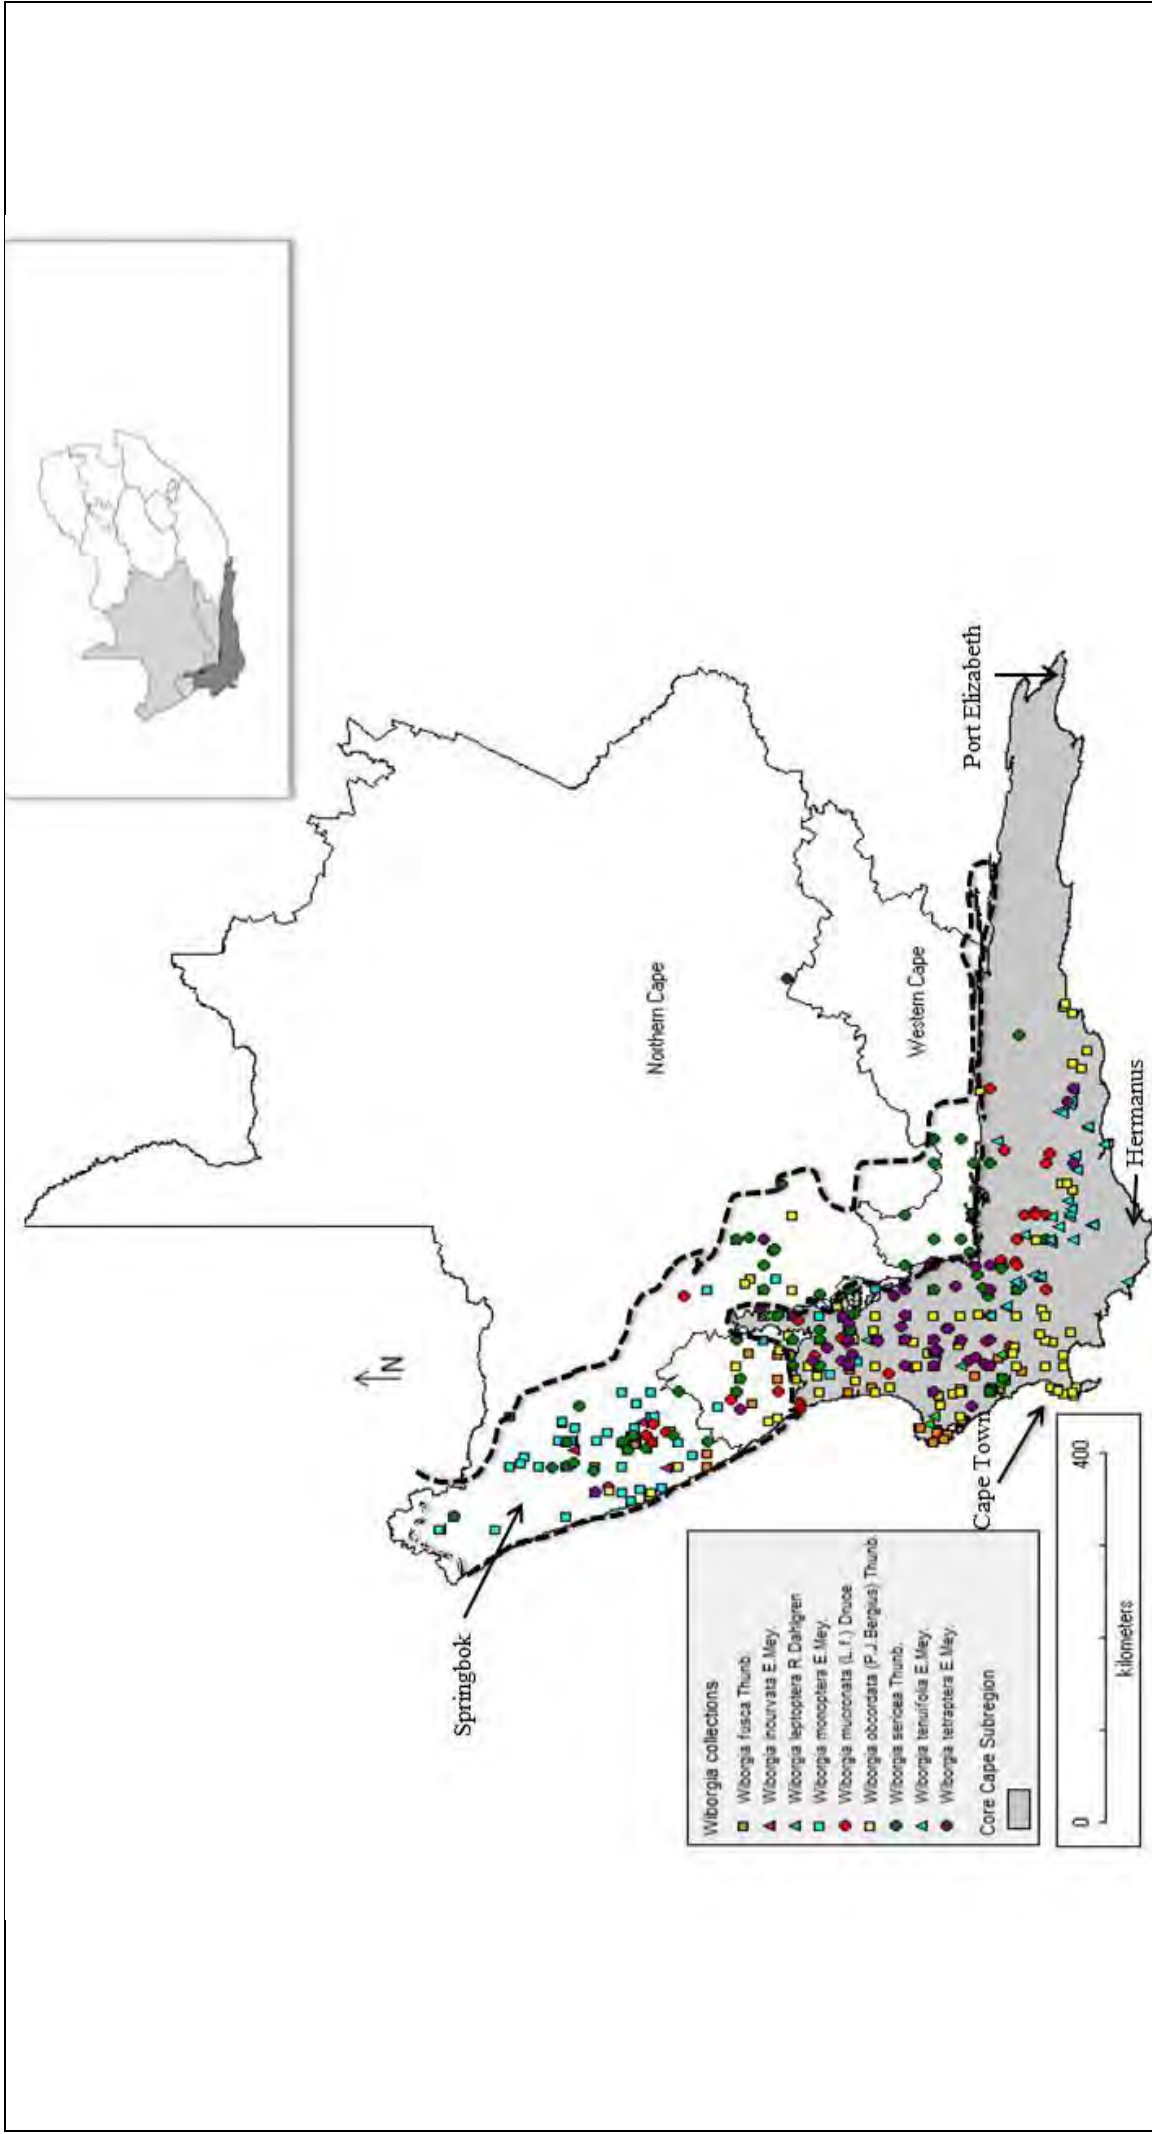 Springbok
N
Northern Cape
Western Cape
Port Elizabeth
Cape Town
Hermanus
Wiborgia collections
Wiborgia fusca Thunb.
Wiborgia incurvata E.Mey.
Wiborgia leptoptera R.Dahlgren
Wiborgia monoptera E.Mey.
Wiborgia mucronata (L.f.) Druce
Wiborgia obcordata (P.J.Bergius) Thunb.
Wiborgia sericea Thunb.
Wiborgia tenuifolia E.Mey.
Wiborgia tetraptera E.Mey.
Core Cape Subregion
0 400
kilometers